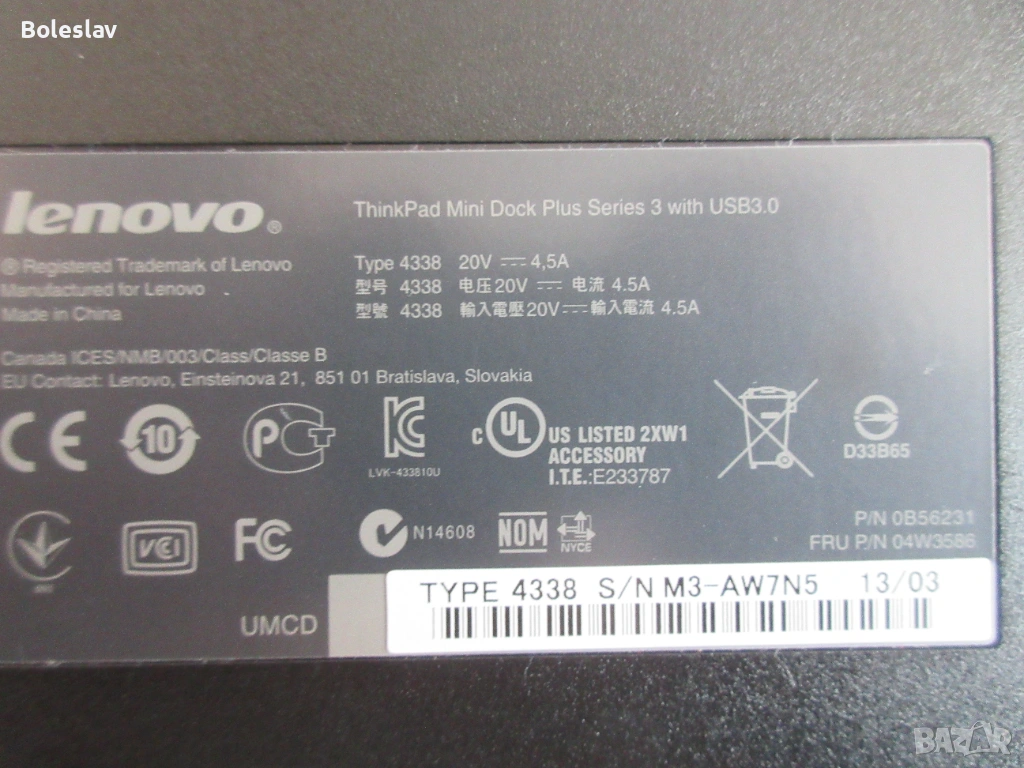 Boleslav
lenovo®
ThinkPad Mini Dock Plus Series 3 with USB3.0
® Registered Trademark of Lenovo
Manufactured for Lenovo
Made in China
Type 4338 20V ⎓ 4,5A
型号 4338 电压20V ⎓ 电流 4.5A
型號 4338 輸入電壓20V⎓輸入電流 4.5A
Canada ICES/NMB/003/Class/Classe B
EU Contact: Lenovo, Einsteinova 21, 851 01 Bratislava, Slovakia
CE
10
LVK-433810U
c UL US LISTED 2XW1
ACCESSORY
I.T.E.:E233787
D33B65
VCI
FC
N14608
NOM
NYCE
P/N 0B56231
FRU P/N 04W3586
UMCD
TYPE 4338 S/N M3-AW7N5 13/03
BAZAR